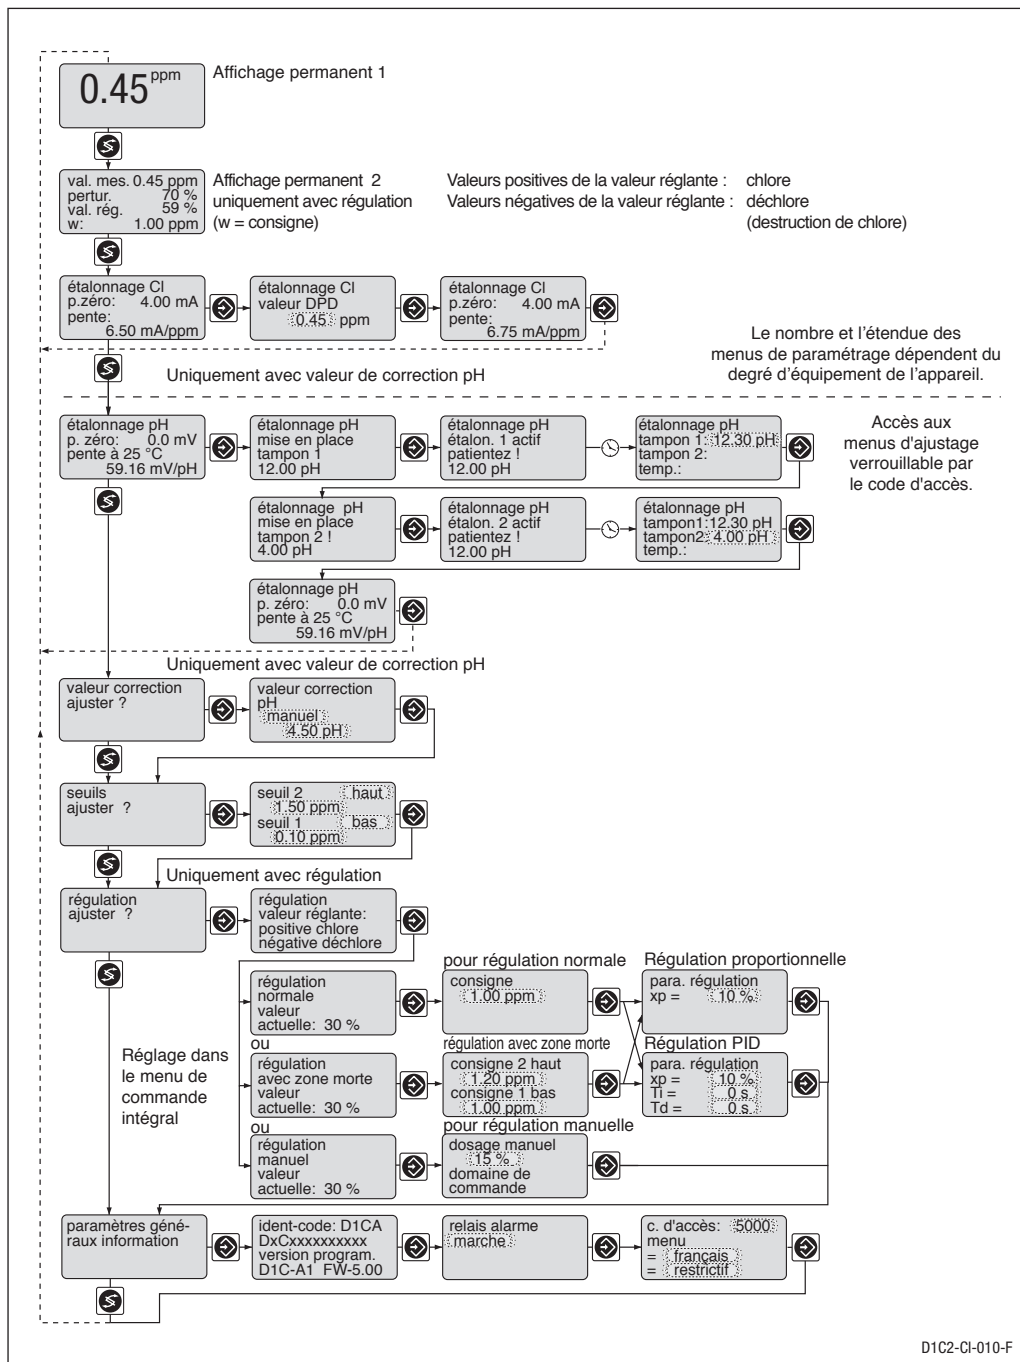 0.45 ppm
Affichage permanent 1
val. mes. 0.45 ppm
pertur. 70 %
val. rég. 59 %
w: 1.00 ppm
Affichage permanent 2
uniquement avec régulation
(w = consigne)
Valeurs positives de la valeur réglante : chlore
Valeurs négatives de la valeur réglante : déchlore
(destruction de chlore)
étalonnage Cl
p.zéro: 4.00 mA
pente:
6.50 mA/ppm
étalonnage Cl
valeur DPD
0.45 ppm
étalonnage Cl
p.zéro: 4.00 mA
pente:
6.75 mA/ppm
Le nombre et l'étendue des
menus de paramétrage dépendent du
degré d'équipement de l'appareil.
Uniquement avec valeur de correction pH
étalonnage pH
p. zéro: 0.0 mV
pente à 25 °C
59.16 mV/pH
étalonnage pH
mise en place
tampon 1
12.00 pH
étalonnage pH
étalon. 1 actif
patientez !
12.00 pH
étalonnage pH
tampon 1: 12.30 pH
tampon 2:
temp.:
Accès aux
menus d'ajustage
verrouillable par
le code d'accès.
étalonnage pH
mise en place
tampon 2 !
4.00 pH
étalonnage pH
étalon. 2 actif
patientez !
12.00 pH
étalonnage pH
tampon1:12.30 pH
tampon2: 4.00 pH
temp.:
étalonnage pH
p. zéro: 0.0 mV
pente à 25 °C
59.16 mV/pH
Uniquement avec valeur de correction pH
valeur correction
ajuster ?
valeur correction
pH
manuel
4.50 pH
seuils
ajuster ?
seuil 2 haut
1.50 ppm
seuil 1 bas
0.10 ppm
Uniquement avec régulation
régulation
ajuster ?
régulation
valeur réglante:
positive chlore
négative déchlore
pour régulation normale
Régulation proportionnelle
régulation
normale
valeur
actuelle: 30 %
consigne
1.00 ppm
para. régulation
xp = 10 %
ou
régulation avec zone morte
Régulation PID
Réglage dans
le menu de
commande
intégral
régulation
avec zone morte
valeur
actuelle: 30 %
consigne 2 haut
1.20 ppm
consigne 1 bas
1.00 ppm
para. régulation
xp = 10 %
Ti = 0 s
Td = 0 s
ou
pour régulation manuelle
régulation
manuel
valeur
actuelle: 30 %
dosage manuel
15 %
domaine de
commande
paramètres géné-
raux information
ident-code: D1CA
DxCxxxxxxxxxx
version program.
D1C-A1 FW-5.00
relais alarme
marche
c. d'accès: 5000
menu
= français
= restrictif
D1C2-Cl-010-F